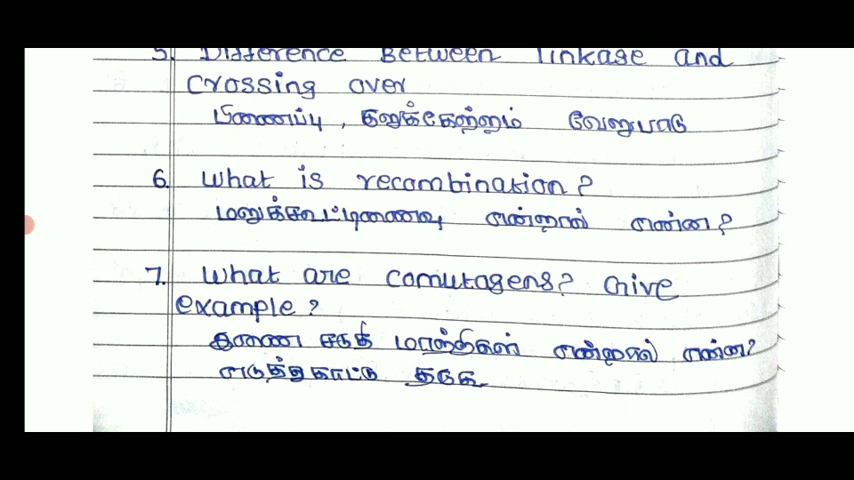 5. Difference Between linkage and
crossing over
பிணைப்பு, குறுக்கேற்றம் வேறுபாடு
6. What is recombination?
மறுக்கூட்டிணைவு என்றால் என்ன?
7. What are comutagens? Give
example?
இணை சடுதி மாற்றிகள் என்றால் என்ன?
எடுத்துகாட்டு தருக